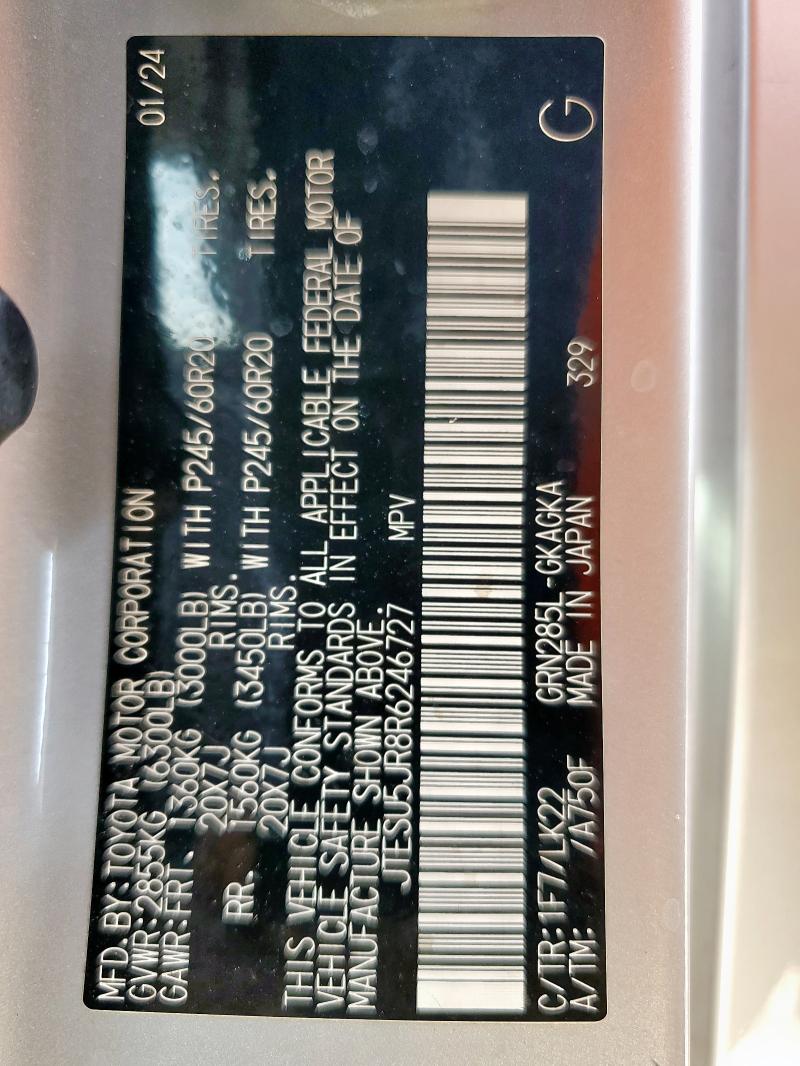 MFD. BY:TOYOTA MOTOR CORPORATION 01/24
GVWR:2855KG (6300LB)
GAWR:FRT. 1360KG (3000LB) WITH P245/60R20 TIRES,
20X7J RIMS.
RR. 1560KG (3450LB) WITH P245/60R20 TIRES,
20X7J RIMS.
THIS VEHICLE CONFORMS TO ALL APPLICABLE FEDERAL MOTOR
VEHICLE SAFETY STANDARDS IN EFFECT ON THE DATE OF
MANUFACTURE SHOWN ABOVE.
JTESU5JR8R6246727 MPV
C/TR:1F7/LK22 GRN285L-GKAGKA G
A/TM: /A750F MADE IN JAPAN 329